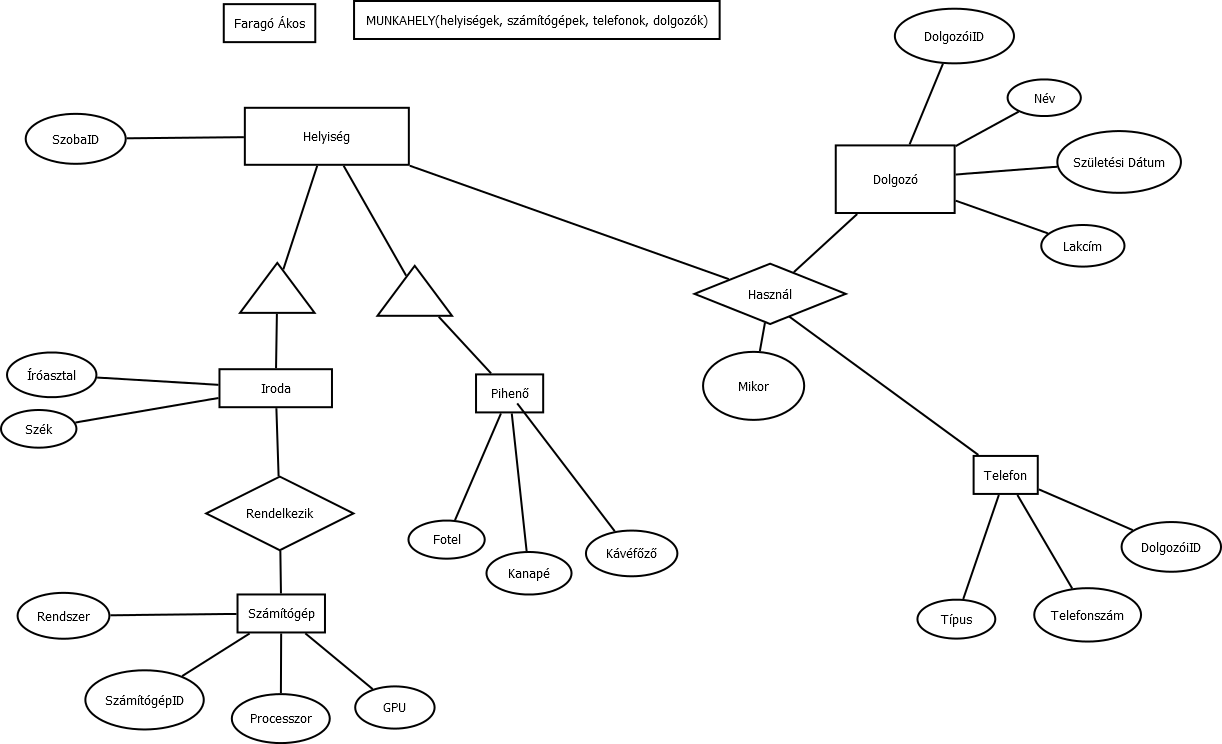 Faragó Ákos
MUNKAHELY(helyiségek, számítógépek, telefonok, dolgozók)
DolgozóiID
Név
SzobaID
Helyiség
Születési Dátum
Dolgozó
Lakcím
Használ
Íróasztal
Iroda
Pihenő
Mikor
Szék
Telefon
Rendelkezik
Fotel
Kanapé
Kávéfőző
DolgozóiID
Rendszer
Számítógép
Típus
Telefonszám
SzámítógépID
Processzor
GPU